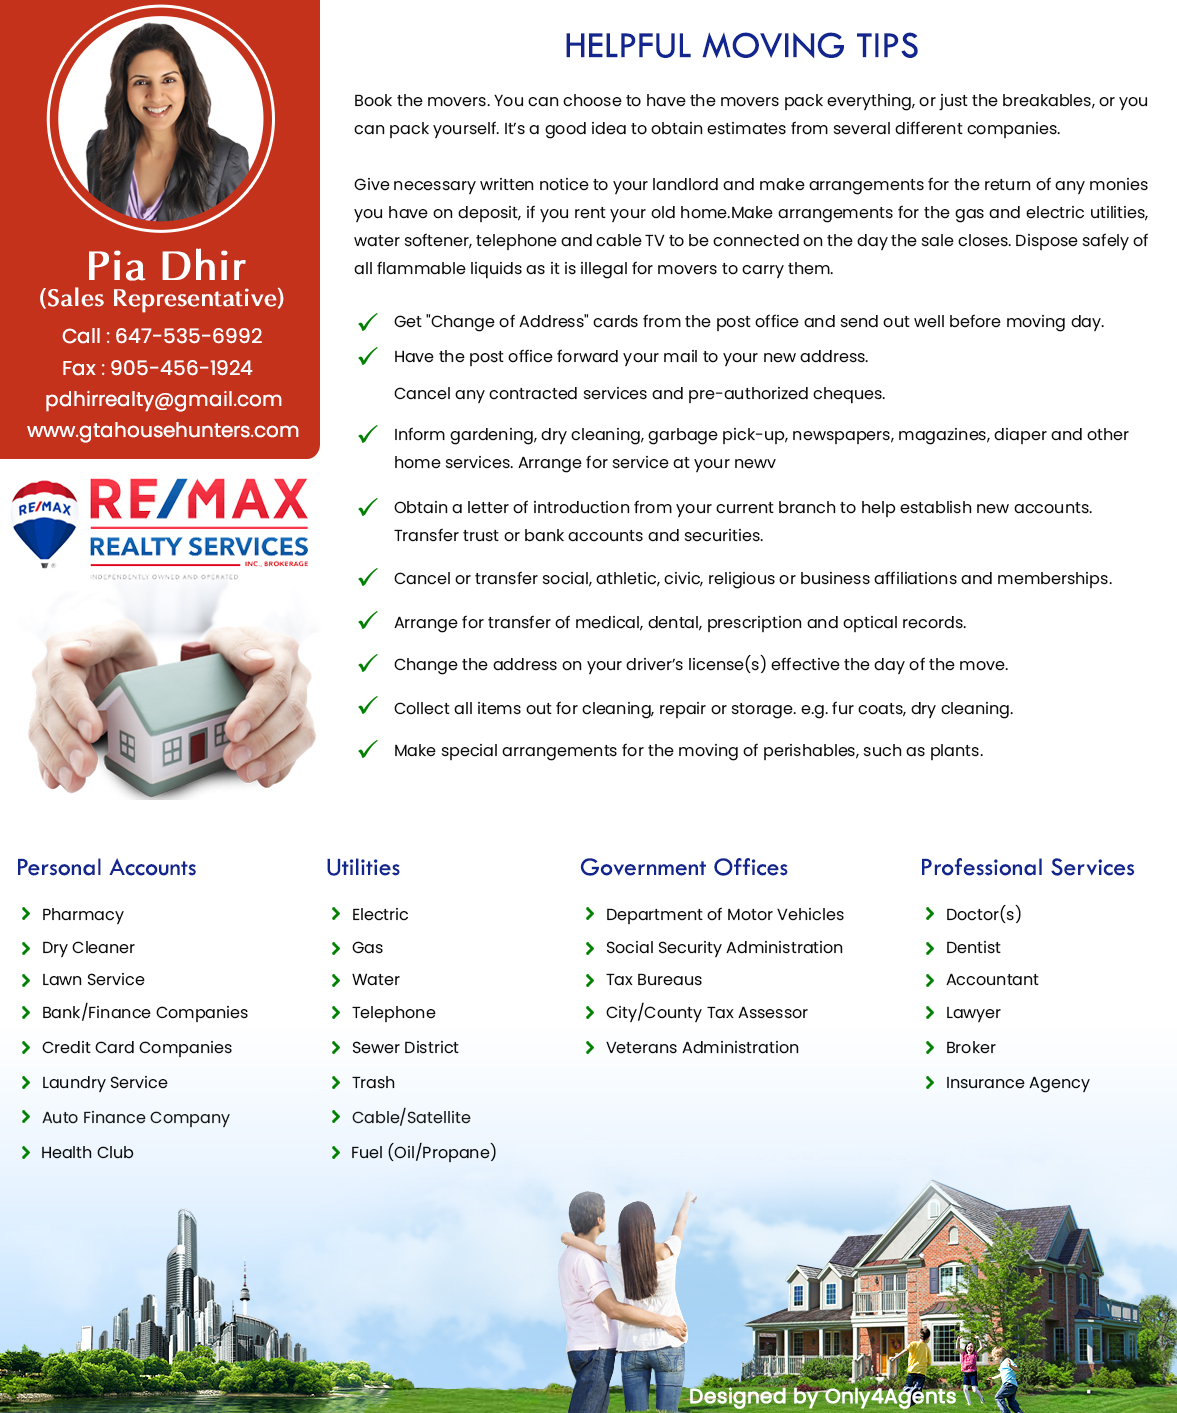 Pia Dhir
(Sales Representative)
Call : 647-535-6992
Fax : 905-456-1924
pdhirrealty@gmail.com
www.gtahousehunters.com
RE/MAX
RE/MAX
REALTY SERVICES
INC., BROKERAGE
INDEPENDENTLY OWNED AND OPERATED
HELPFUL MOVING TIPS
Book the movers. You can choose to have the movers pack everything, or just the breakables, or you
can pack yourself. It’s a good idea to obtain estimates from several different companies.
Give necessary written notice to your landlord and make arrangements for the return of any monies
you have on deposit, if you rent your old home.Make arrangements for the gas and electric utilities,
water softener, telephone and cable TV to be connected on the day the sale closes. Dispose safely of
all flammable liquids as it is illegal for movers to carry them.
Get "Change of Address" cards from the post office and send out well before moving day.
Have the post office forward your mail to your new address.
Cancel any contracted services and pre-authorized cheques.
Inform gardening, dry cleaning, garbage pick-up, newspapers, magazines, diaper and other
home services. Arrange for service at your newv
Obtain a letter of introduction from your current branch to help establish new accounts.
Transfer trust or bank accounts and securities.
Cancel or transfer social, athletic, civic, religious or business affiliations and memberships.
Arrange for transfer of medical, dental, prescription and optical records.
Change the address on your driver’s license(s) effective the day of the move.
Collect all items out for cleaning, repair or storage. e.g. fur coats, dry cleaning.
Make special arrangements for the moving of perishables, such as plants.
Personal Accounts
Pharmacy
Dry Cleaner
Lawn Service
Bank/Finance Companies
Credit Card Companies
Laundry Service
Auto Finance Company
Health Club
Utilities
Electric
Gas
Water
Telephone
Sewer District
Trash
Cable/Satellite
Fuel (Oil/Propane)
Government Offices
Department of Motor Vehicles
Social Security Administration
Tax Bureaus
City/County Tax Assessor
Veterans Administration
Professional Services
Doctor(s)
Dentist
Accountant
Lawyer
Broker
Insurance Agency
Designed by Only4Agents